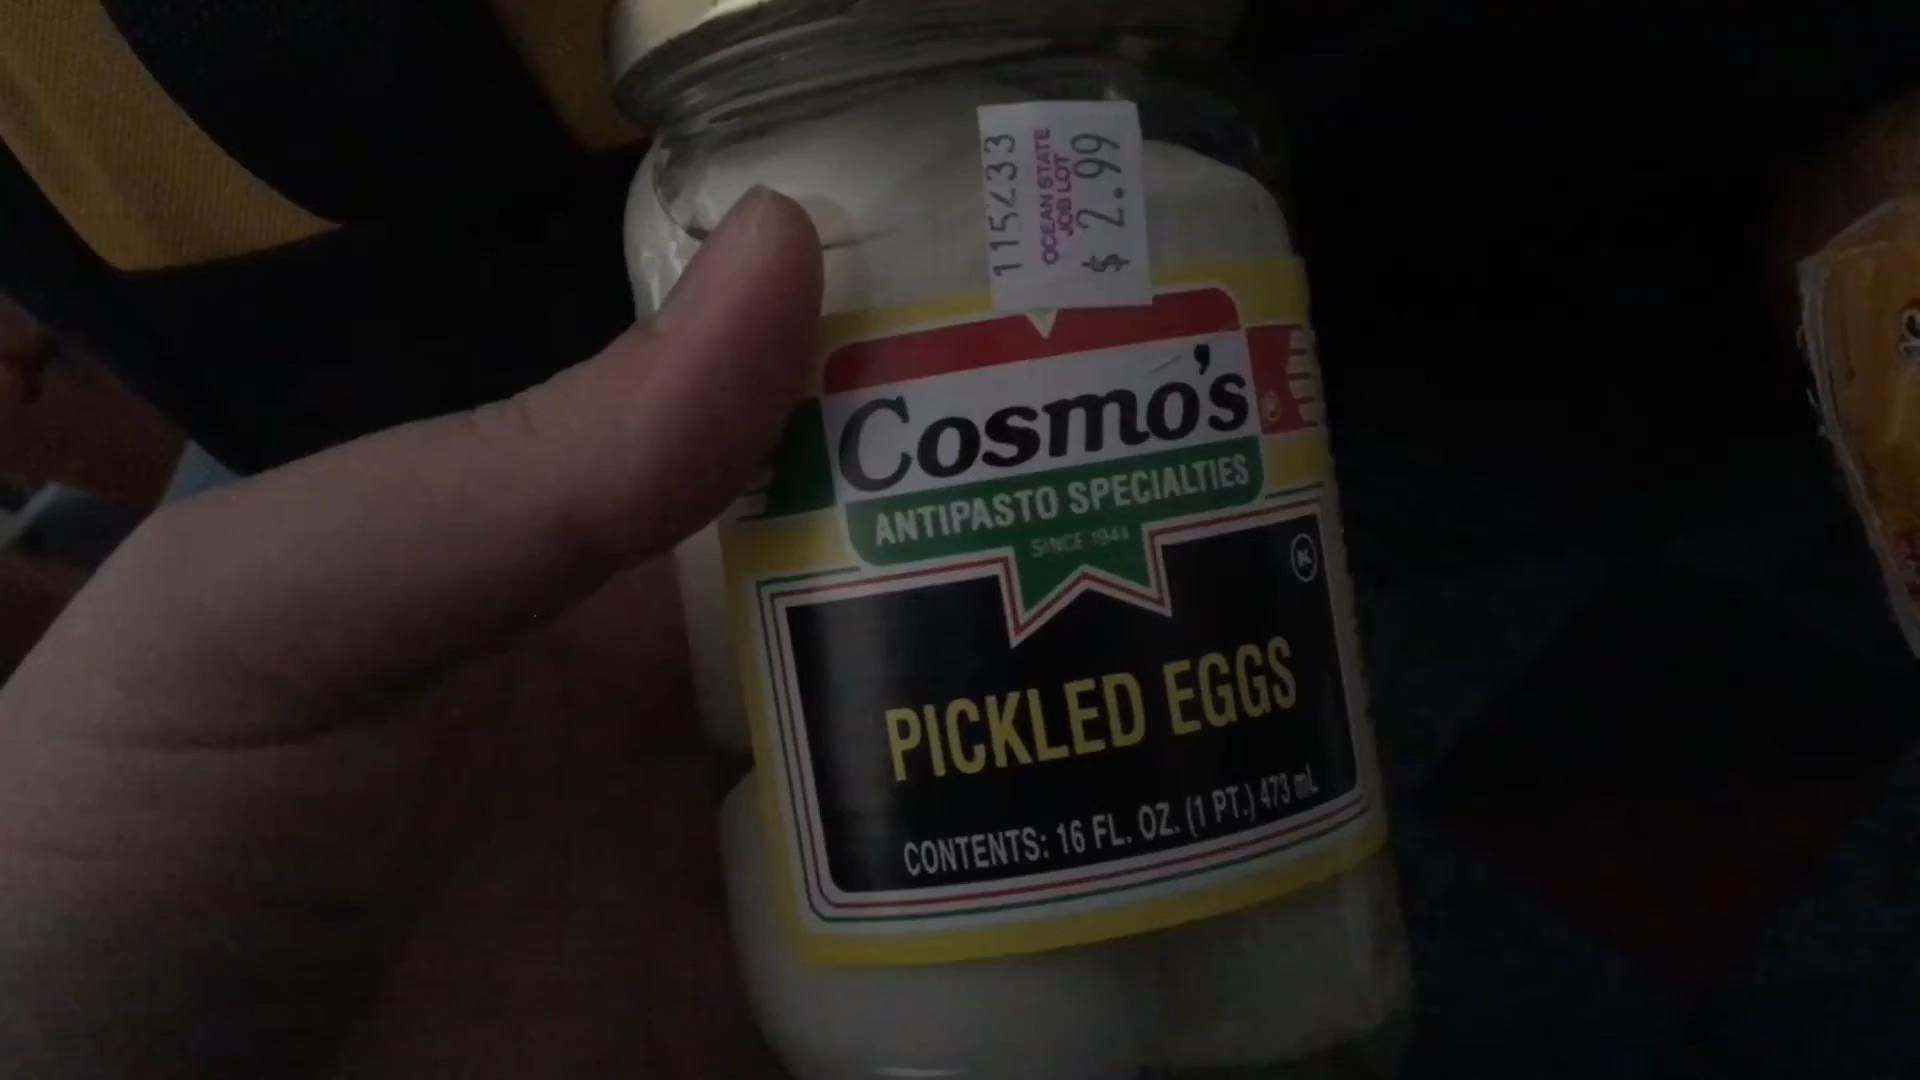 115233
OCEAN STATE
JOB LOT
$ 2.99
Cosmo's
ANTIPASTO SPECIALTIES
SINCE 1944
K
PICKLED EGGS
CONTENTS: 16 FL. OZ. (1 PT.) 473 mL